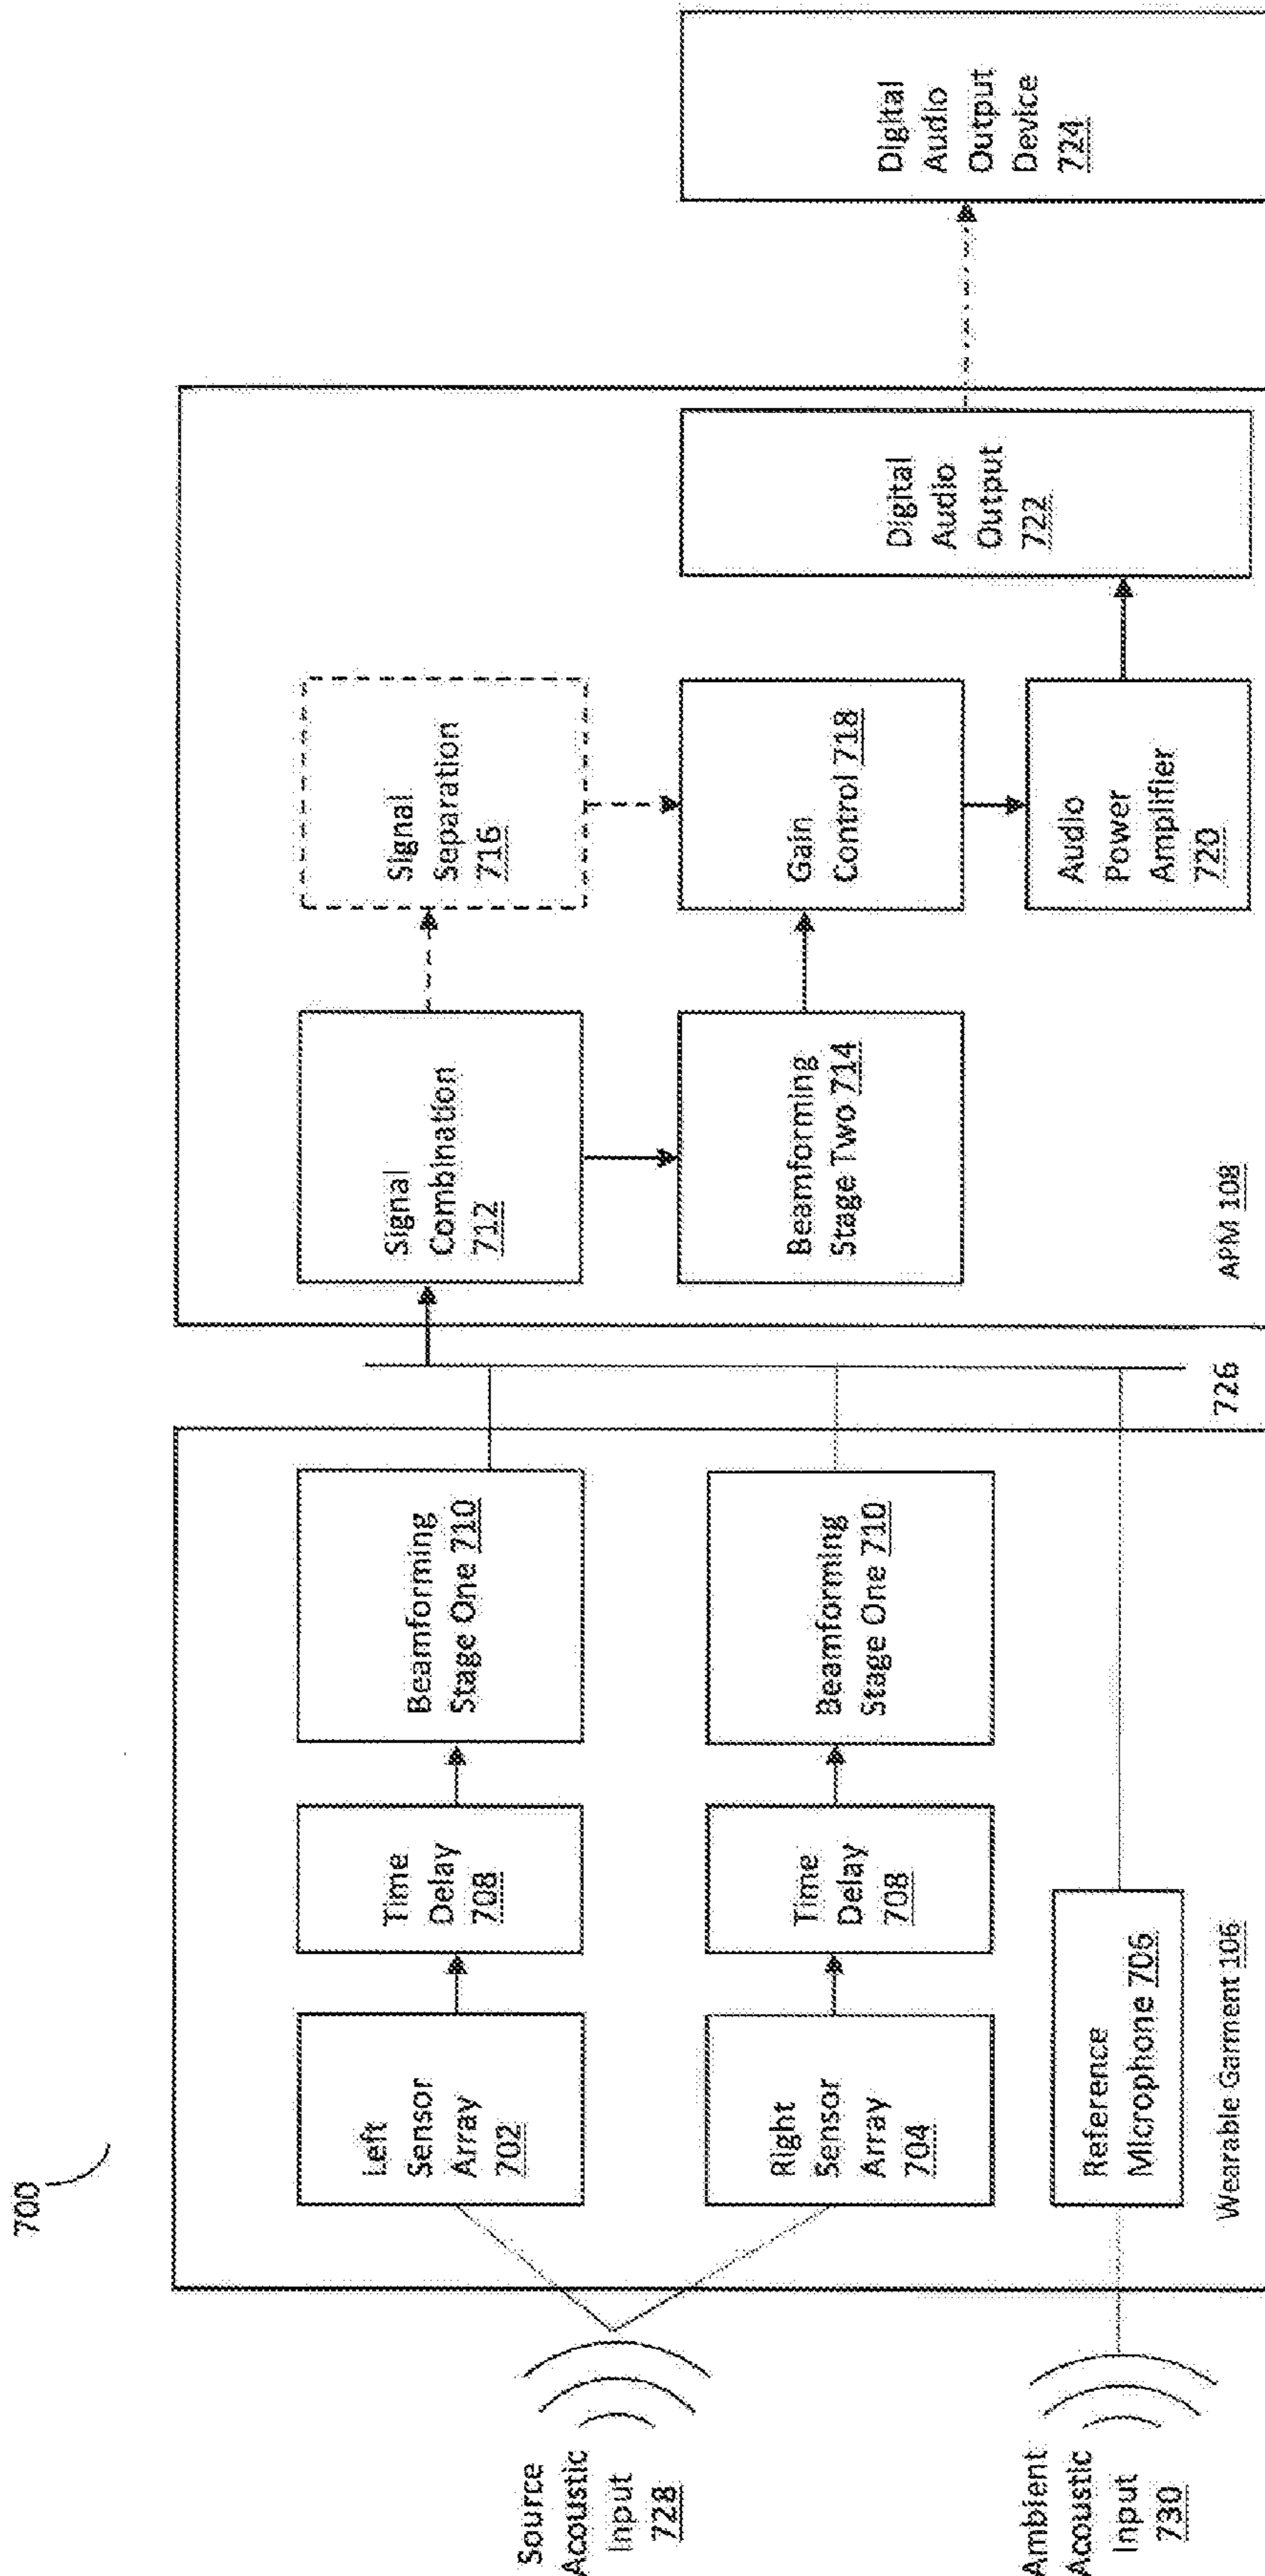 700
Source
Acoustic
Input
728
Ambient
Acoustic
Input
730
Left
Sensor
Array
702
Time
Delay
708
Beamforming
Stage One 710
Right
Sensor
Array
704
Time
Delay
708
Beamforming
Stage One 710
Reference
Microphone 706
Wearable Garment 106
726
Signal
Combination
712
Signal
Separation
716
Beamforming
Stage Two 714
Gain
Control 718
Audio
Power
Amplifier
720
Digital
Audio
Output
722
APM 108
Digital
Audio
Output
Device
724